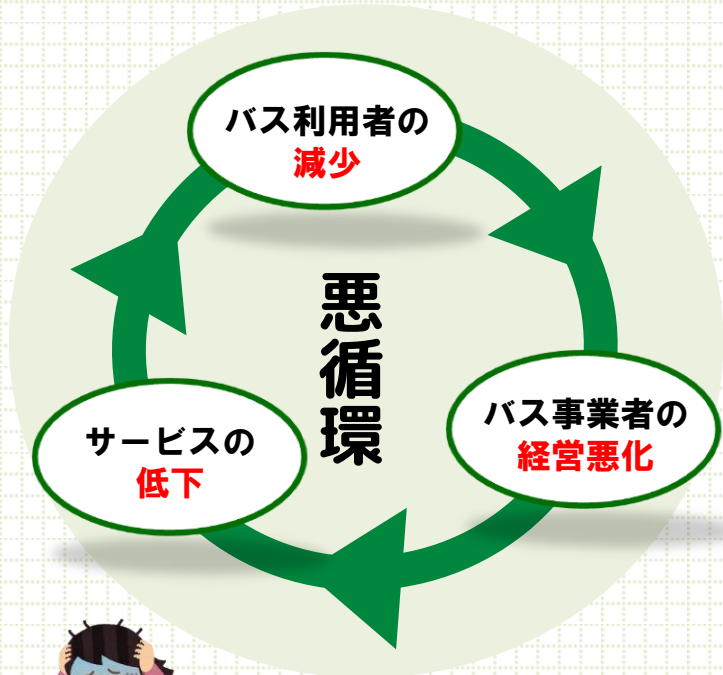 バス利用者の
減少
悪循環
バス事業者の
経営悪化
サービスの
低下